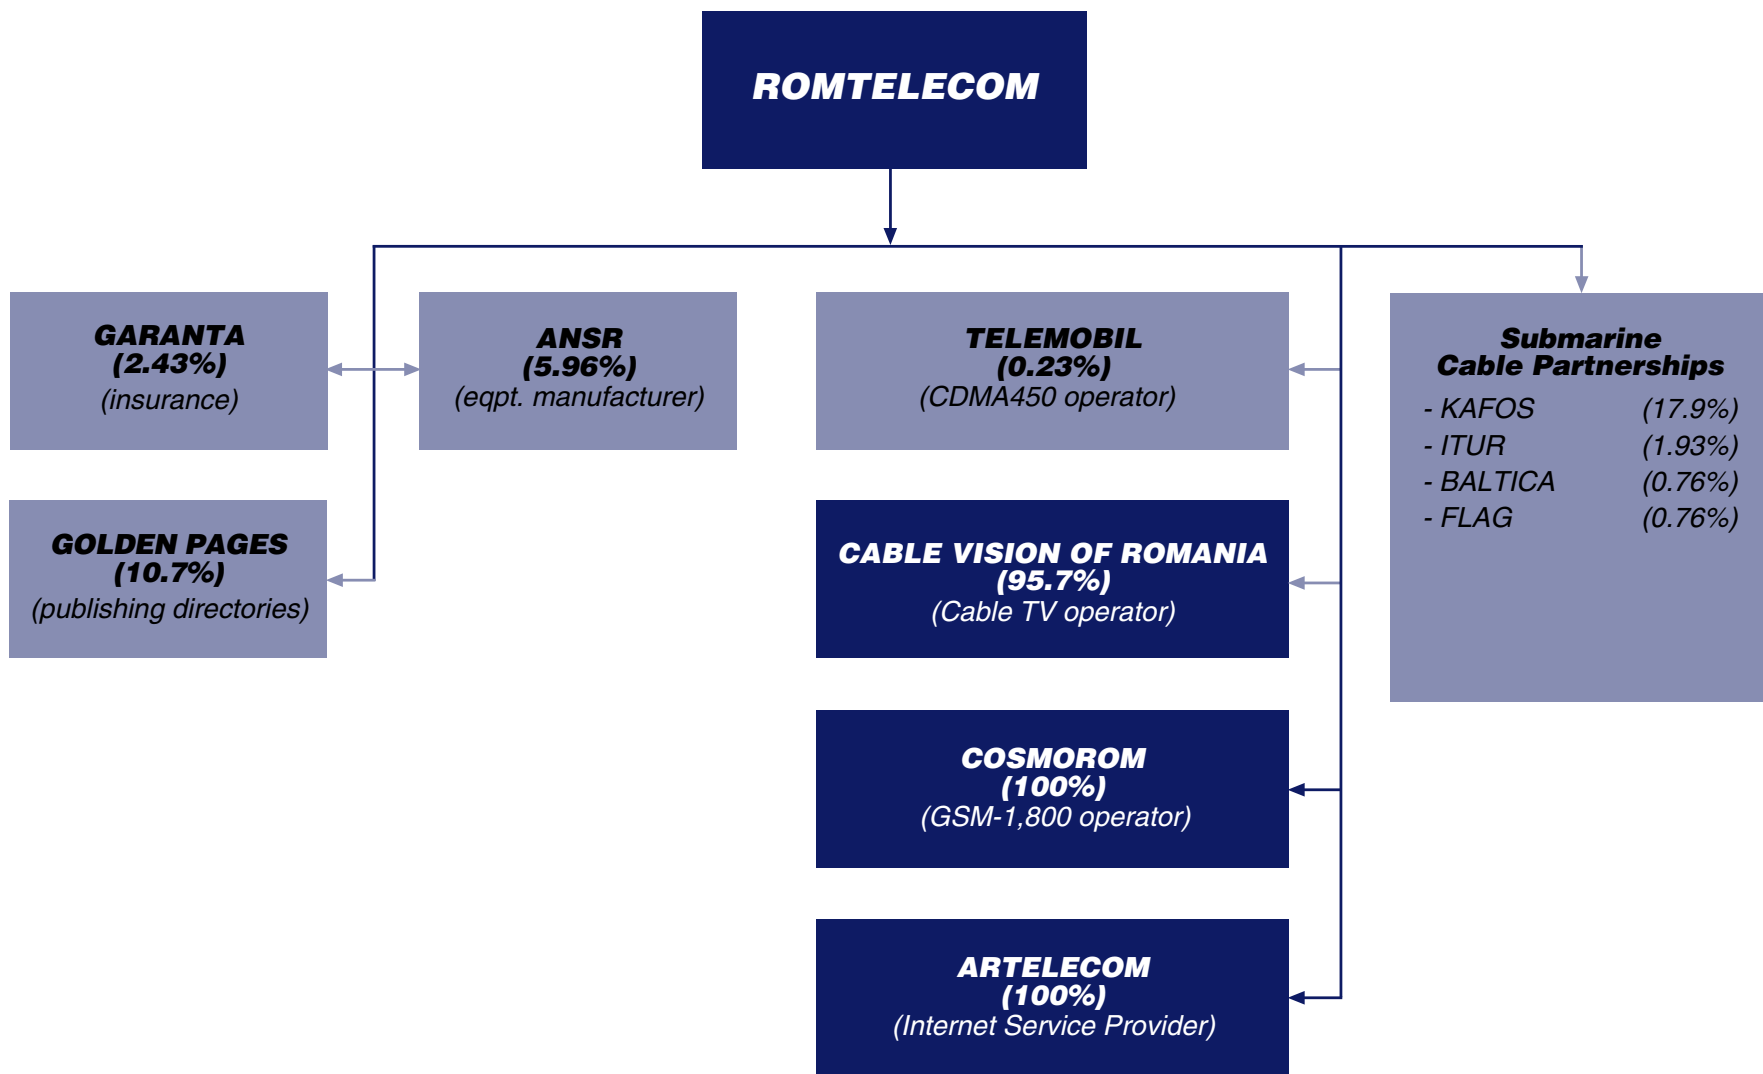 ROMTELECOM
GARANTA
(2.43%)
(insurance)
ANSR
(5.96%)
(eqpt. manufacturer)
TELEMOBIL
(0.23%)
(CDMA450 operator)
Submarine
Cable Partnerships
- KAFOS (17.9%)
- ITUR (1.93%)
- BALTICA (0.76%)
- FLAG (0.76%)
GOLDEN PAGES
(10.7%)
(publishing directories)
CABLE VISION OF ROMANIA
(95.7%)
(Cable TV operator)
COSMOROM
(100%)
(GSM-1,800 operator)
ARTELECOM
(100%)
(Internet Service Provider)